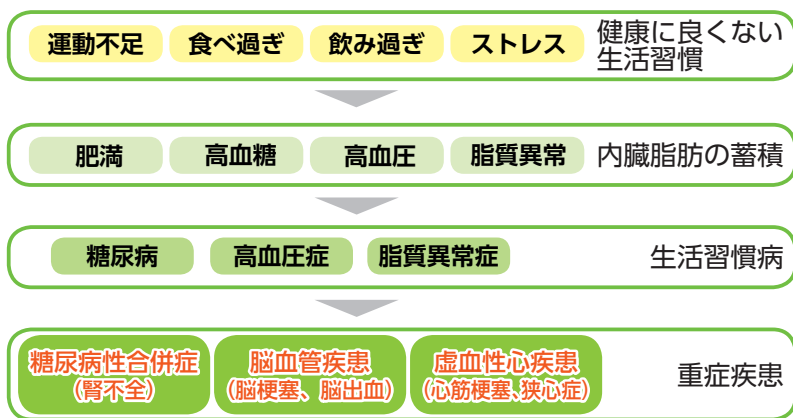 運動不足 食べ過ぎ 飲み過ぎ ストレス 健康に良くない
生活習慣
肥満 高血糖 高血圧 脂質異常 内臓脂肪の蓄積
糖尿病 高血圧症 脂質異常症 生活習慣病
糖尿病性合併症 脳血管疾患 虚血性心疾患 重症疾患
(腎不全) (脳梗塞、脳出血) (心筋梗塞、狭心症)